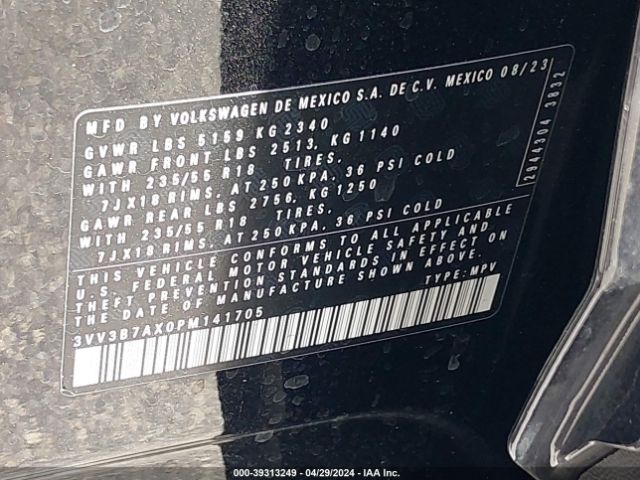 MFD BY VOLKSWAGEN DE MEXICO S.A. DE C.V. MEXICO 08/23
GVWR LBS 5159 KG 2340
GAWR FRONT LBS 2513, KG 1140
WITH 235/55 R18 TIRES,
7JX18 RIMS, AT 250KPA, 36 PSI COLD
GAWR REAR LBS 2756, KG 1250
WITH 235/55 R18 TIRES,
7JX18 RIMS, AT 250KPA, 36 PSI COLD
THIS VEHICLE CONFORMS TO ALL APPLICABLE
U.S. FEDERAL MOTOR VEHICLE SAFETY AND
THEFT PREVENTION STANDARDS IN EFFECT ON
THE DATE OF MANUFACTURE SHOWN ABOVE.
3VV3B7AX0PM141705 TYPE: MPV
2944304 3832
000-39313249 - 04/29/2024 - IAA Inc.